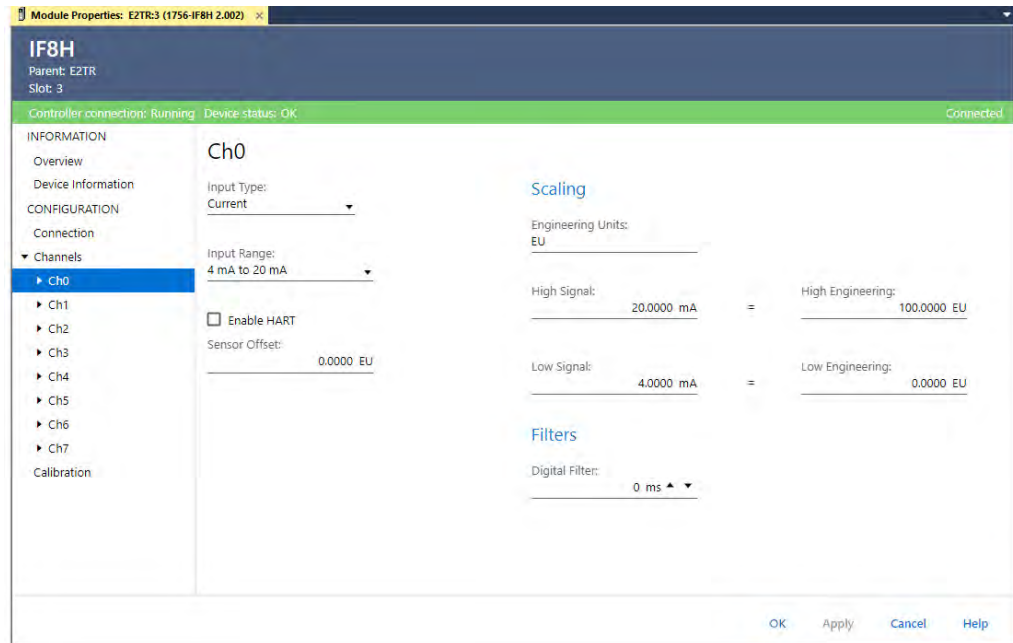 Module Properties: E2TR:3 (1756-IF8H 2.002) ×
IF8H
Parent: E2TR
Slot: 3
Controller connection: Running Device status: OK Connected
INFORMATION
Overview
Device Information
CONFIGURATION
Connection
Channels
Ch0
Ch1
Ch2
Ch3
Ch4
Ch5
Ch6
Ch7
Calibration
Ch0
Input Type:
Current
Input Range:
4 mA to 20 mA
Enable HART
Sensor Offset:
0.0000 EU
Scaling
Engineering Units:
EU
High Signal: High Engineering:
20.0000 mA = 100.0000 EU
Low Signal: Low Engineering:
4.0000 mA = 0.0000 EU
Filters
Digital Filter:
0 ms
OK Apply Cancel Help